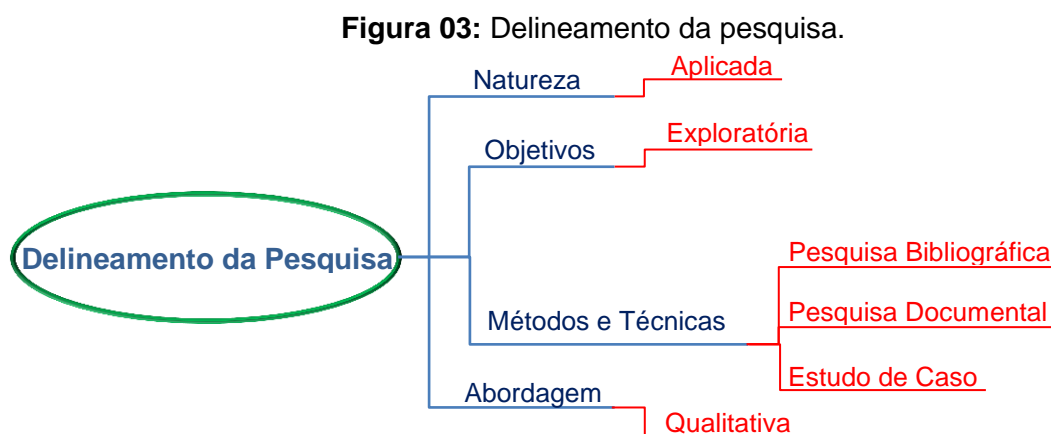 Figura 03: Delineamento da pesquisa.
Natureza
Aplicada
Objetivos
Exploratória
Delineamento da Pesquisa
Métodos e Técnicas
Pesquisa Bibliográfica
Pesquisa Documental
Estudo de Caso
Abordagem
Qualitativa